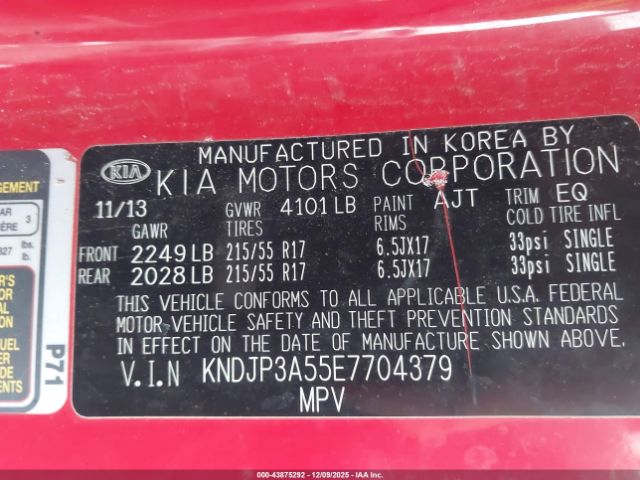 MANUFACTURED IN KOREA BY
KIA KIA MOTORS CORPORATION
11/13 GVWR 4101 LB PAINT AJT TRIM EQ
GAWR TIRES RIMS COLD TIRE INFL
FRONT 2249 LB 215/55 R17 6.5JX17 33psi SINGLE
REAR 2028 LB 215/55 R17 6.5JX17 33psi SINGLE
THIS VEHICLE CONFORMS TO ALL APPLICABLE U.S.A. FEDERAL
MOTOR VEHICLE SAFETY AND THEFT PREVENTION STANDARDS
IN EFFECT ON THE DATE OF MANUFACTURE SHOWN ABOVE.
V.I.N KNDJP3A55E7704379
MPV
3
lbs.
lb.
P71
000-43875292 - 12/09/2025 - IAA, Inc.